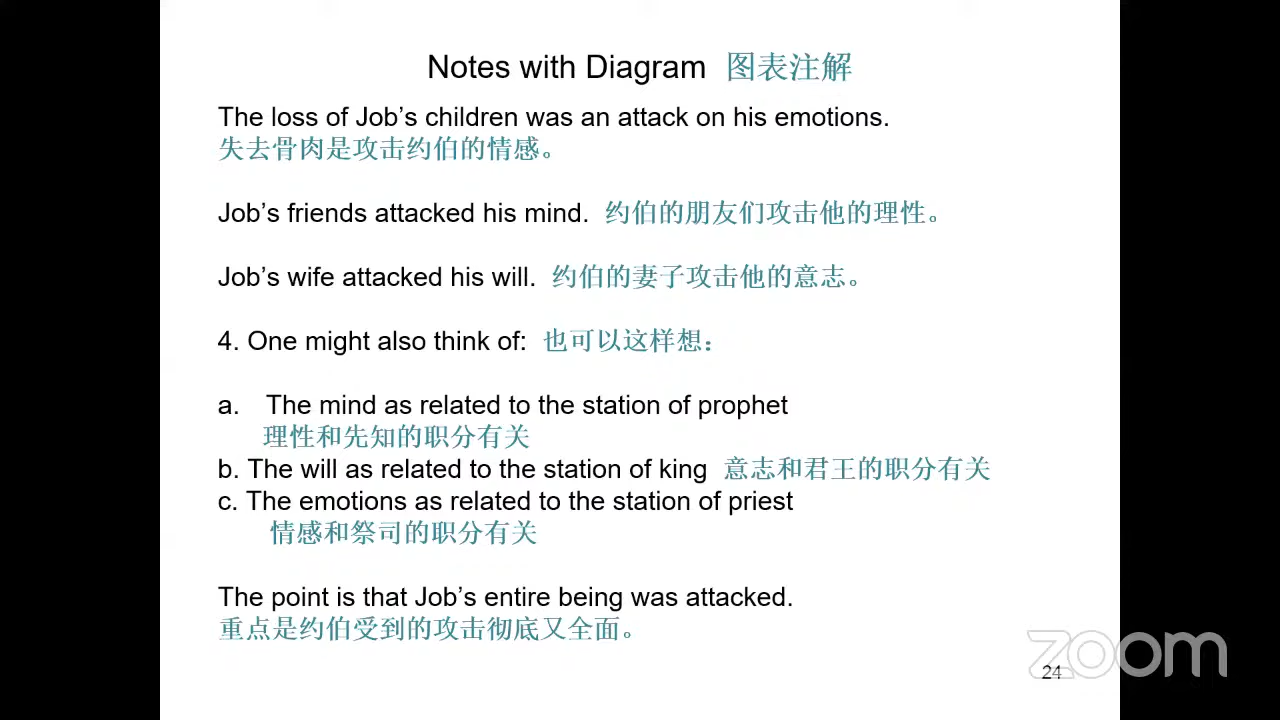 Notes with Diagram 图表注解
The loss of Job's children was an attack on his emotions.
失去骨肉是攻击约伯的情感。
Job's friends attacked his mind. 约伯的朋友们攻击他的理性。
Job's wife attacked his will. 约伯的妻子攻击他的意志。
4. One might also think of: 也可以这样想：
a. The mind as related to the station of prophet
理性和先知的职分有关
b. The will as related to the station of king 意志和君王的职分有关
c. The emotions as related to the station of priest
情感和祭司的职分有关
The point is that Job's entire being was attacked.
重点是约伯受到的攻击彻底又全面。
zoom
24